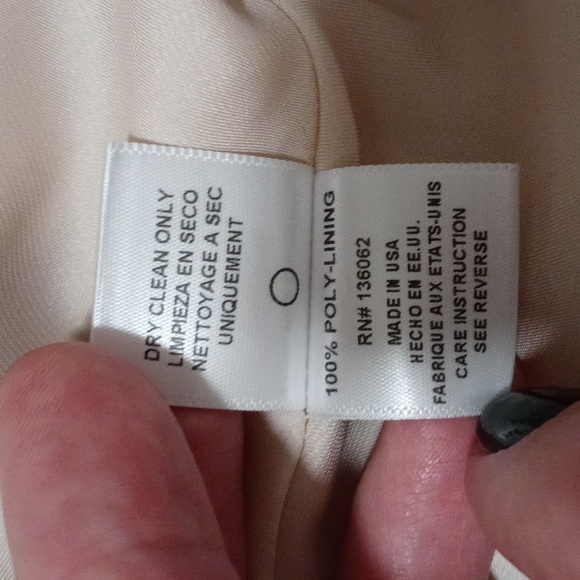 DRY CLEAN ONLY
LIMPIEZA EN SECO
NETTOYAGE A SEC
UNIQUEMENT
100% POLY-LINING
RN# 136062
MADE IN USA
HECHO EN EE.UU.
FABRIQUE AUX ETATS-UNIS
CARE INSTRUCTION
SEE REVERSE